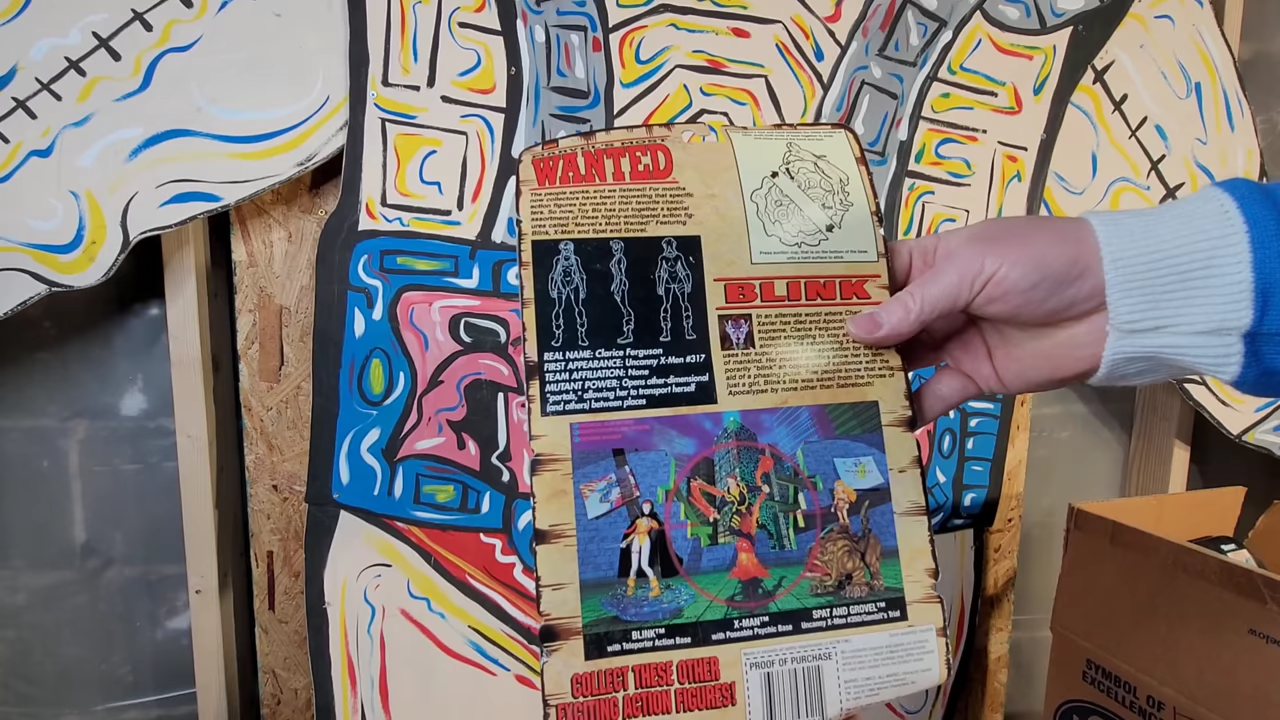 MARVEL'S MOST
WANTED
The people spoke, and we listened! For months
now collectors have been requesting that specific
action figures be made of their favorite charac-
ters. So now, Toy Biz has put together a special
assortment of these highly-anticipated action fig-
ures called "Marvel's Most Wanted!" Featuring
Blink, X-Man and Spat and Grovel.
REAL NAME: Clarice Ferguson
FIRST APPEARANCE: Uncanny X-Men #317
TEAM AFFILIATION: None
MUTANT POWER: Opens other-dimensional
"portals," allowing her to transport herself
(and others) between places
Press suction cup, that is on the bottom of the base,
onto a hard surface to stick.
BLINK
In an alternate world where
Xavier has died and
supreme, Clarice Ferguson
mutant struggling to stay
alongside the astonishing
uses her super powers of teleportation for the
of mankind. Her mutant abilities allow her to tem-
porarily "blink" an object out of existence with the
aid of a phasing pulse. Few people know that while
just a girl, Blink's life was saved from the forces of
Apocalypse by none other than Sabretooth!
BLINK™
with Teleporter Action Base
X-MAN™
with Poseable Psychic Base
SPAT AND GROVEL™
Uncanny X-Men #350/Gambit's Trial
COLLECT THESE OTHER
EXCITING ACTION FIGURES!
PROOF OF PURCHASE
SYMBOL OF
EXCELLENCE